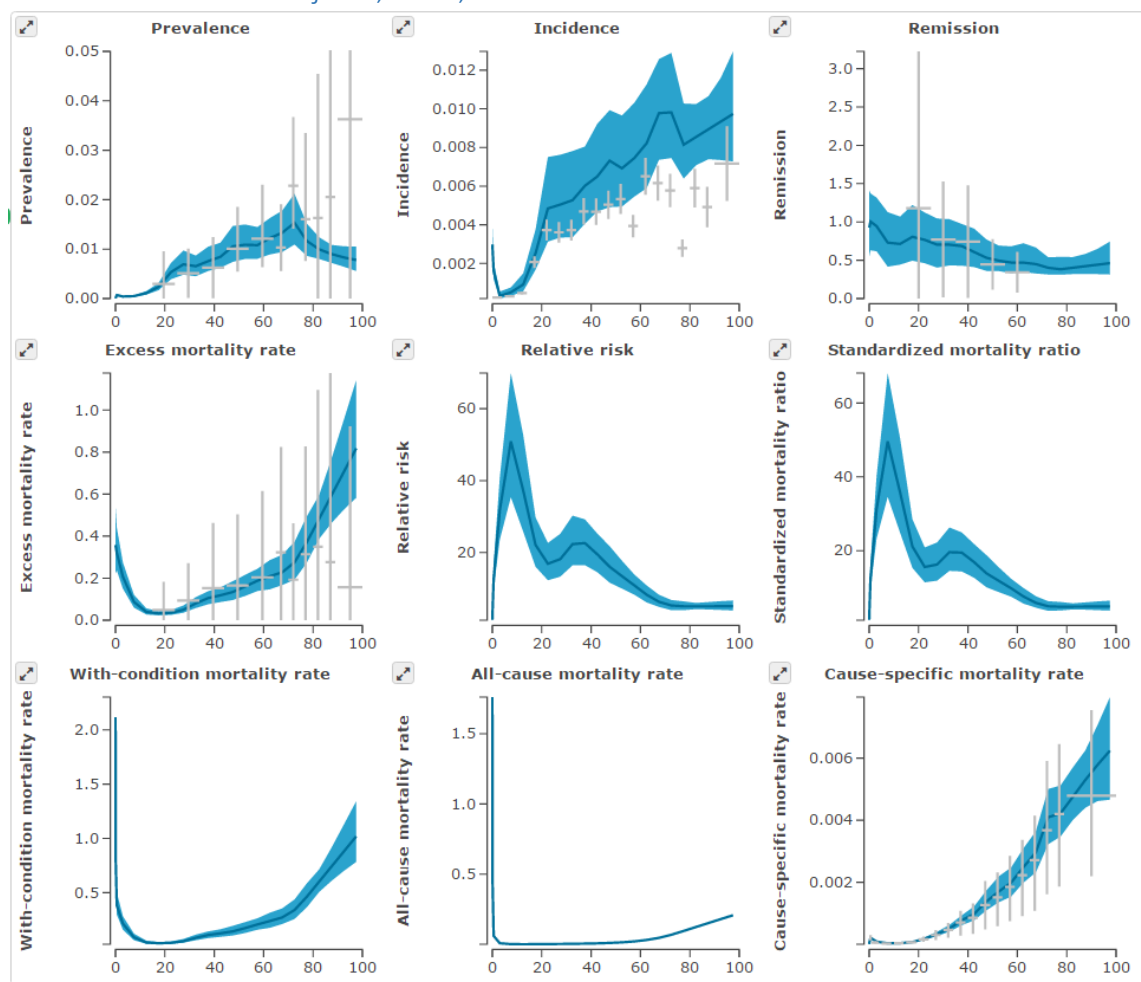 Prevalence
Prevalence
0.05
0.04
0.03
0.02
0.01
0.00
0 20 40 60 80 100
Incidence
Incidence
0.012
0.010
0.008
0.006
0.004
0.002
0 20 40 60 80 100
Remission
Remission
3.0
2.5
2.0
1.5
1.0
0.5
0.0
0 20 40 60 80 100
Excess mortality rate
Excess mortality rate
1.0
0.8
0.6
0.4
0.2
0.0
0 20 40 60 80 100
Relative risk
Relative risk
60
40
20
0 20 40 60 80 100
Standardized mortality ratio
Standardized mortality ratio
60
40
20
0 20 40 60 80 100
With-condition mortality rate
With-condition mortality rate
2.0
1.5
1.0
0.5
0 20 40 60 80 100
All-cause mortality rate
All-cause mortality rate
1.5
1.0
0.5
0 20 40 60 80 100
Cause-specific mortality rate
Cause-specific mortality rate
0.006
0.004
0.002
0 20 40 60 80 100